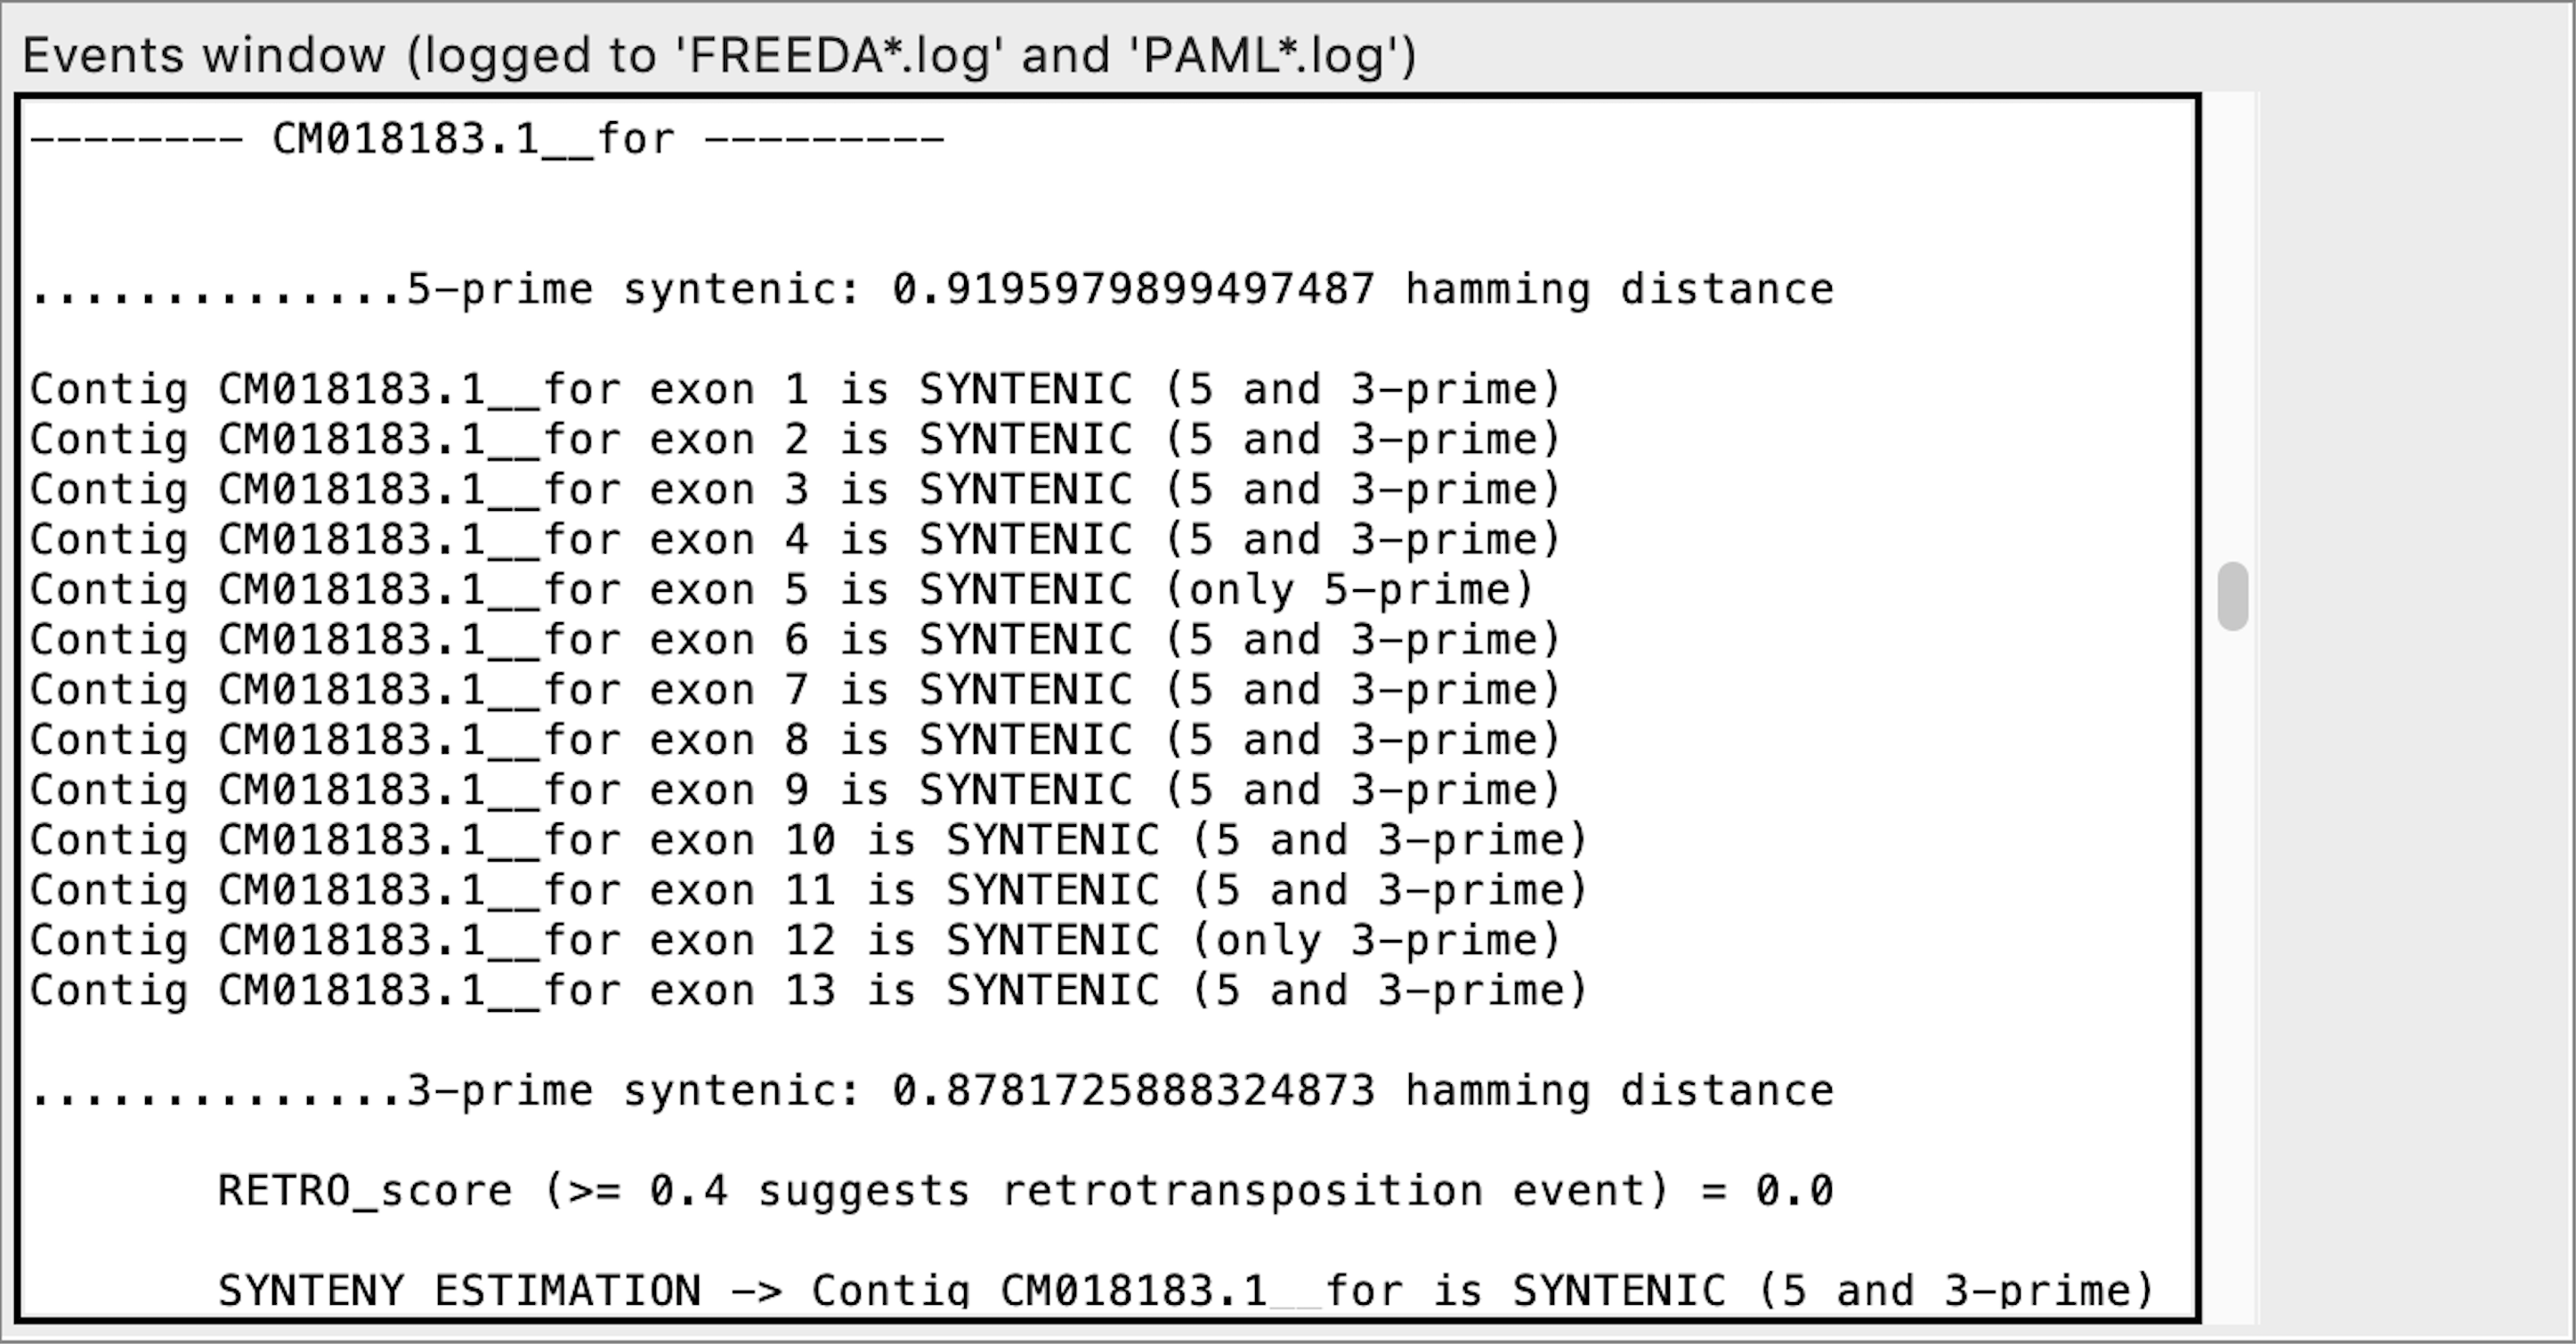 Events window (logged to 'FREEDA*.log' and 'PAML*.log')
-------- CM018183.1__for ---------
..............5-prime syntenic: 0.9195979899497487 hamming distance
Contig CM018183.1__for exon 1 is SYNTENIC (5 and 3-prime)
Contig CM018183.1__for exon 2 is SYNTENIC (5 and 3-prime)
Contig CM018183.1__for exon 3 is SYNTENIC (5 and 3-prime)
Contig CM018183.1__for exon 4 is SYNTENIC (5 and 3-prime)
Contig CM018183.1__for exon 5 is SYNTENIC (only 5-prime)
Contig CM018183.1__for exon 6 is SYNTENIC (5 and 3-prime)
Contig CM018183.1__for exon 7 is SYNTENIC (5 and 3-prime)
Contig CM018183.1__for exon 8 is SYNTENIC (5 and 3-prime)
Contig CM018183.1__for exon 9 is SYNTENIC (5 and 3-prime)
Contig CM018183.1__for exon 10 is SYNTENIC (5 and 3-prime)
Contig CM018183.1__for exon 11 is SYNTENIC (5 and 3-prime)
Contig CM018183.1__for exon 12 is SYNTENIC (only 3-prime)
Contig CM018183.1__for exon 13 is SYNTENIC (5 and 3-prime)
..............3-prime syntenic: 0.8781725888324873 hamming distance
RETRO_score (>= 0.4 suggests retrotransposition event) = 0.0
SYNTENY ESTIMATION -> Contig CM018183.1__for is SYNTENIC (5 and 3-prime)